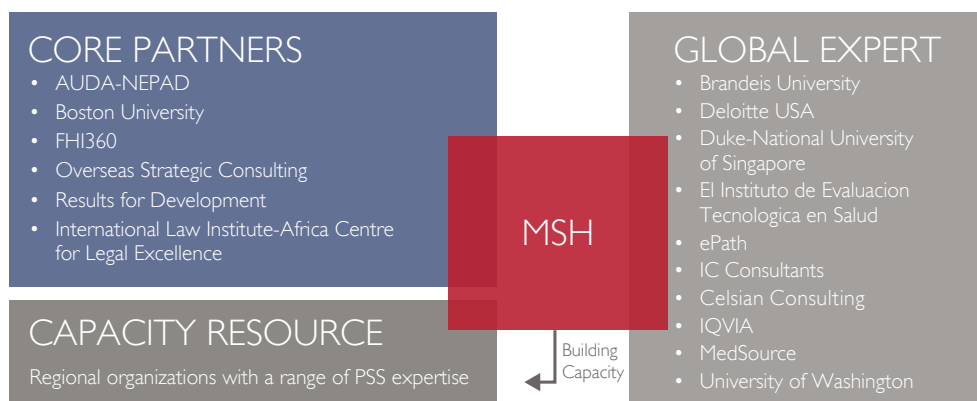 CORE PARTNERS
• AUDA-NEPAD
• Boston University
• FHI360
• Overseas Strategic Consulting
• Results for Development
• International Law Institute-Africa Centre
for Legal Excellence
CAPACITY RESOURCE
Regional organizations with a range of PSS expertise
MSH
Building
Capacity
GLOBAL EXPERT
• Brandeis University
• Deloitte USA
• Duke-National University
of Singapore
• El Instituto de Evaluacion
Tecnologica en Salud
• ePath
• IC Consultants
• Celsian Consulting
• IQVIA
• MedSource
• University of Washington